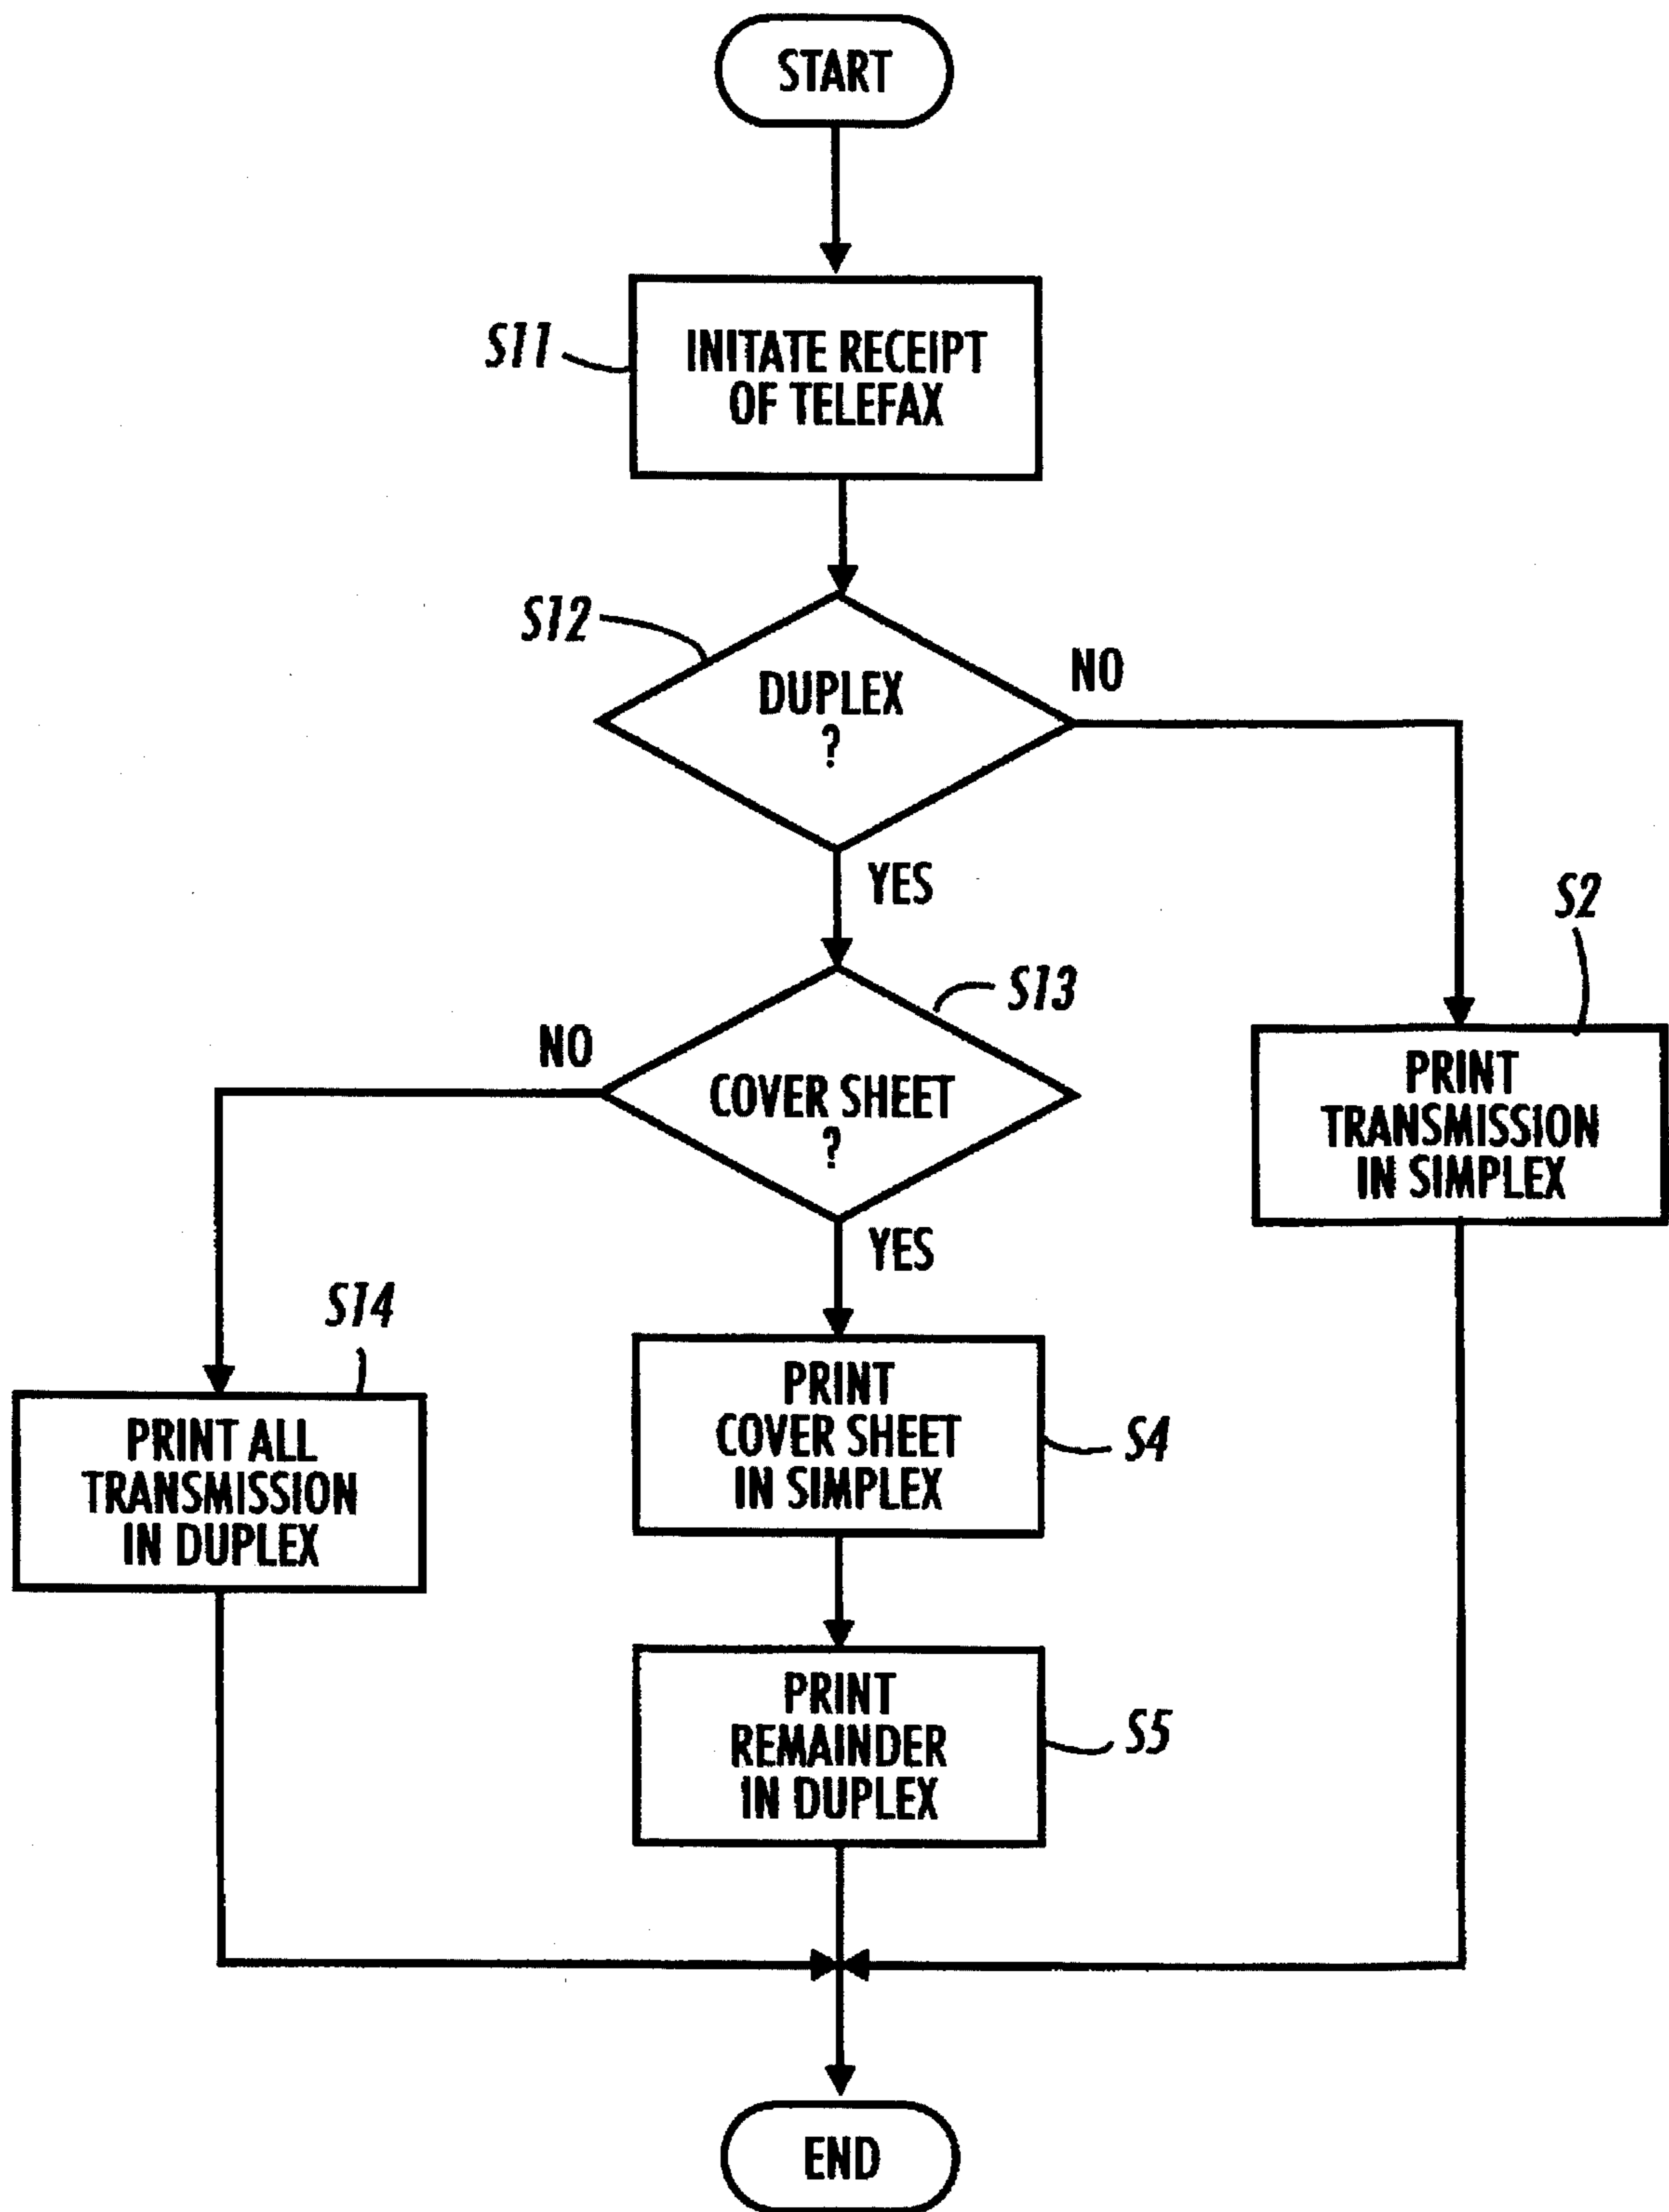 START
S11
INITATE RECEIPT
OF TELEFAX
S12
DUPLEX
?
NO
YES
S2
S13
NO
COVER SHEET
?
PRINT
TRANSMISSION
IN SIMPLEX
YES
S14
PRINT ALL
TRANSMISSION
IN DUPLEX
PRINT
COVER SHEET
IN SIMPLEX
S4
PRINT
REMAINDER
IN DUPLEX
S5
END